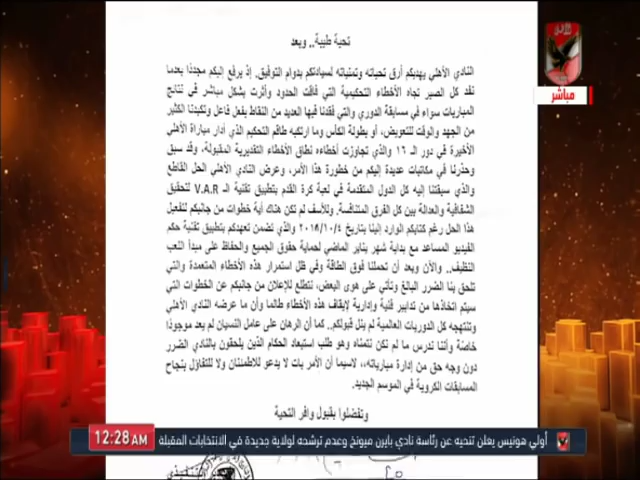 تحية طيبة,, وبعد
النادي الأهلي يهديكم أرق تحياته وتمنياته لسيادتكم بدوام التوفيق. إذ يرفع إليكم مجددًا بعدما
نفد كل الصبر تجاه الأخطاء التحكيمية التي فاقت الحدود وأثرت بشكل مباشر في نتائج
المباريات سواء في مسابقة الدوري والتي فقدنا فيها العديد من النقاط بفعل فاعل وتكبدنا الكثير
من الجهد والوقت للتعويض، أو بطولة الكأس وما ارتكبه طاقم التحكيم الذي أدار مباراة الأهلي
الأخيرة في دور الـ ١٦ والذي تجاوزت أخطاءه نطاق الأخطاء التقديرية المقبولة، وقد سبق
وحذرنا في مكاتبات عديدة إليكم من خطورة هذا الأمر، وعرض النادي الأهلي الحل القاطع
والذي سبقتنا إليه كل الدول المتقدمة في لعبة كرة القدم بتطبيق تقنية الـ V.A.R لتحقيق
الشفافية والعدالة بين كل الفرق المتنافسة. وللأسف لم تكن هناك أية خطوات من جانبكم لتفعيل
هذا الحل رغم كتابكم الوارد إلينا بتاريخ ٢٠١٨/١٠/٤ والذي تضمن تعهدكم بتطبيق تقنية حكم
الفيديو المساعد مع بداية شهر يناير الماضي لحماية حقوق الجميع والحفاظ على مبدأ اللعب
النظيف.. والآن وبعد أن تحملنا فوق الطاقة وفي ظل استمرار هذه الأخطاء المتعمدة والتي
تلحق بنا الضرر البالغ وتأتي على هوى البعض، نتطلع للإعلان من جانبكم عن الخطوات التي
سيتم اتخاذها من تدابير فنية وإدارية لإيقاف هذه الأخطاء طالما وأن ما عرضه النادي الأهلي
وتنتهجه كل الدوريات العالمية لم ينل قبولكم.. كما أن الرهان على عامل النسيان لم يعد موجودًا
خاصة وأننا ندرس ما لم نكن نتمناه وهو طلب استبعاد الحكام الذين يلحقون بالنادي الضرر
دون وجه حق من إدارة مبارياته،، لاسيما أن الأمر بات لا يدعو للاطمئنان ولا للتفاؤل بنجاح
المسابقات الكروية في الموسم الجديد.
وتفضلوا بقبول وافر التحية
مباشر
أولي هونيس يعلن تنحيه عن رئاسة نادي بايرن ميونخ وعدم ترشحه لولاية جديدة في الانتخابات المقبلة
12:28 AM